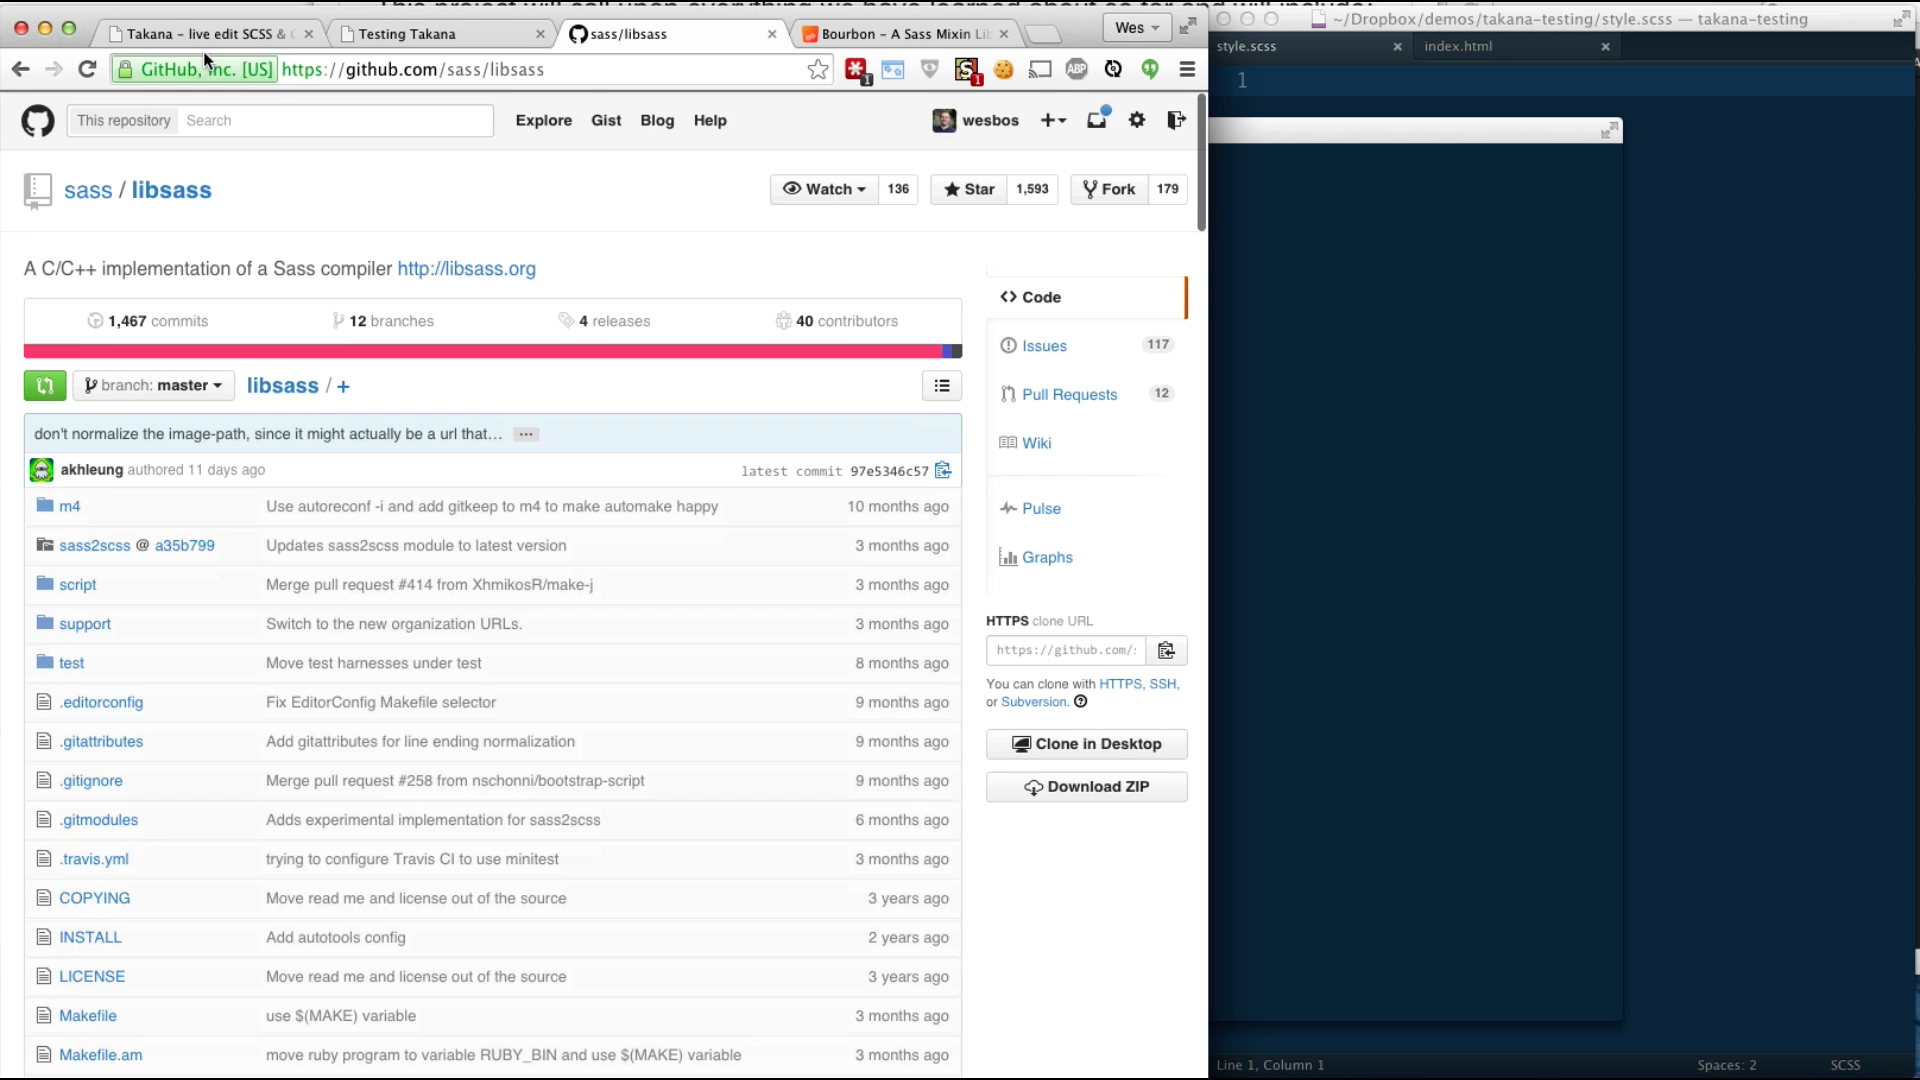 Takana – live edit SCSS &
Testing Takana
sass/libsass
Bourbon – A Sass Mixin Li
Wes
~/Dropbox/demos/takana-testing/style.scss — takana-testing
style.scss
index.html
GitHub, Inc. [US]
https://github.com/sass/libsass
1
1
ABP
1
This repository
Search
Explore
Gist
Blog
Help
wesbos
sass / libsass
Watch
136
Star
1,593
Fork
179
A C/C++ implementation of a Sass compiler http://libsass.org
1,467 commits
12 branches
4 releases
40 contributors
branch: master
libsass / +
don't normalize the image-path, since it might actually be a url that…
akhleung authored 11 days ago
latest commit 97e5346c57
m4
Use autoreconf -i and add gitkeep to m4 to make automake happy
10 months ago
sass2scss @ a35b799
Updates sass2scss module to latest version
3 months ago
script
Merge pull request #414 from XhmikosR/make-j
3 months ago
support
Switch to the new organization URLs.
3 months ago
test
Move test harnesses under test
8 months ago
.editorconfig
Fix EditorConfig Makefile selector
9 months ago
.gitattributes
Add gitattributes for line ending normalization
9 months ago
.gitignore
Merge pull request #258 from nschonni/bootstrap-script
9 months ago
.gitmodules
Adds experimental implementation for sass2scss
6 months ago
.travis.yml
trying to configure Travis CI to use minitest
3 months ago
COPYING
Move read me and license out of the source
3 years ago
INSTALL
Add autotools config
2 years ago
LICENSE
Move read me and license out of the source
3 years ago
Makefile
use $(MAKE) variable
3 months ago
Makefile.am
move ruby program to variable RUBY_BIN and use $(MAKE) variable
3 months ago
Code
Issues
117
Pull Requests
12
Wiki
Pulse
Graphs
HTTPS clone URL
https://github.com/
You can clone with HTTPS, SSH,
or Subversion.
Clone in Desktop
Download ZIP
Line 1, Column 1
Spaces: 2
SCSS